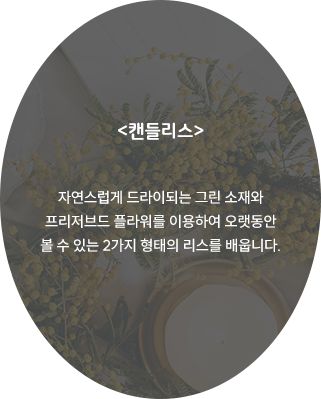 <캔들리스>
자연스럽게 드라이되는 그린 소재와
프리저브드 플라워를 이용하여 오랫동안
볼 수 있는 2가지 형태의 리스를 배웁니다.